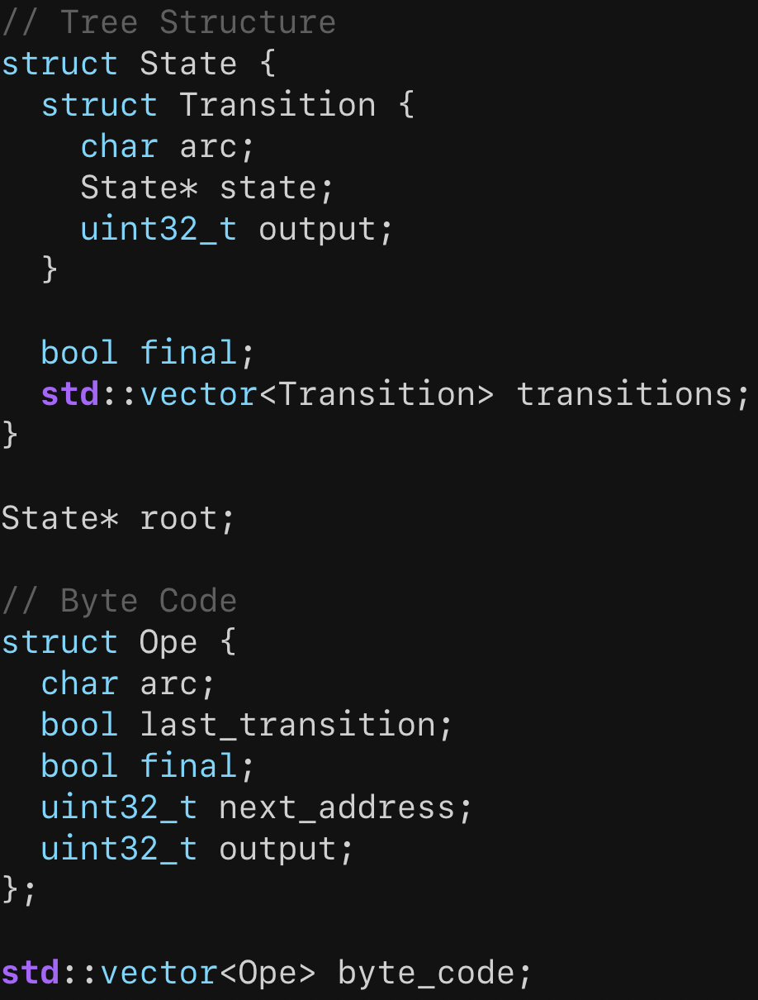 // Tree Structure
struct State {
  struct Transition {
    char arc;
    State* state;
    uint32_t output;
  }

  bool final;
  std::vector<Transition> transitions;
}

State* root;

// Byte Code
struct Ope {
  char arc;
  bool last_transition;
  bool final;
  uint32_t next_address;
  uint32_t output;
};

std::vector<Ope> byte_code;